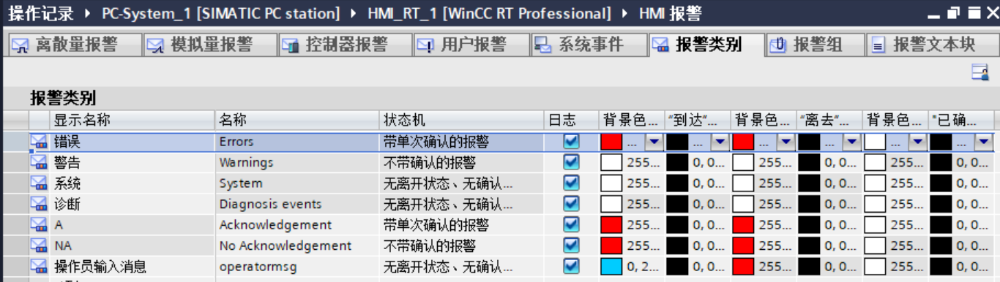 操作记录 ▸ PC-System_1 [SIMATIC PC station] ▸ HMI_RT_1 [WinCC RT Professional] ▸ HMI 报警
离散量报警 模拟量报警 控制器报警 用户报警 系统事件 报警类别 报警组 报警文本块
报警类别
显示名称 名称 状态机 日志 背景色... "到达"... 背景色... "离去"... 背景色... "已确...
错误 Errors 带单次确认的报警 ... ... ... ... ... ...
警告 Warnings 不带确认的报警 255... 0, 0... 255... 0, 0... 255... 0, 0...
系统 System 无离开状态、无确认... 255... 0, 0... 255... 0, 0... 255... 0, 0...
诊断 Diagnosis events 无离开状态、无确认... 255... 0, 0... 255... 0, 0... 255... 0, 0...
A Acknowledgement 带单次确认的报警 255... 0, 0... 255... 0, 0... 255... 0, 0...
NA No Acknowledgement 不带确认的报警 255... 0, 0... 255... 0, 0... 255... 0, 0...
操作员输入消息 operatormsg 无离开状态、无确认... 0, 2... 0, 0... 255... 0, 0... 255... 0, 0...